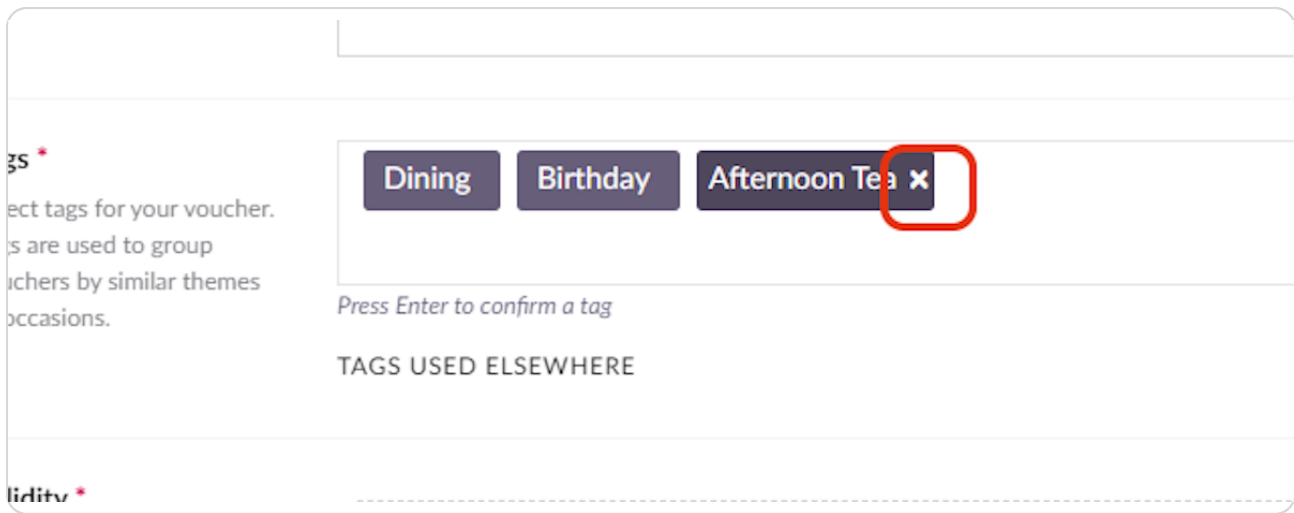 gs *
Dining Birthday Afternoon Tea ×
ect tags for your voucher.
s are used to group
uchers by similar themes
occasions.
Press Enter to confirm a tag
TAGS USED ELSEWHERE
lidity *